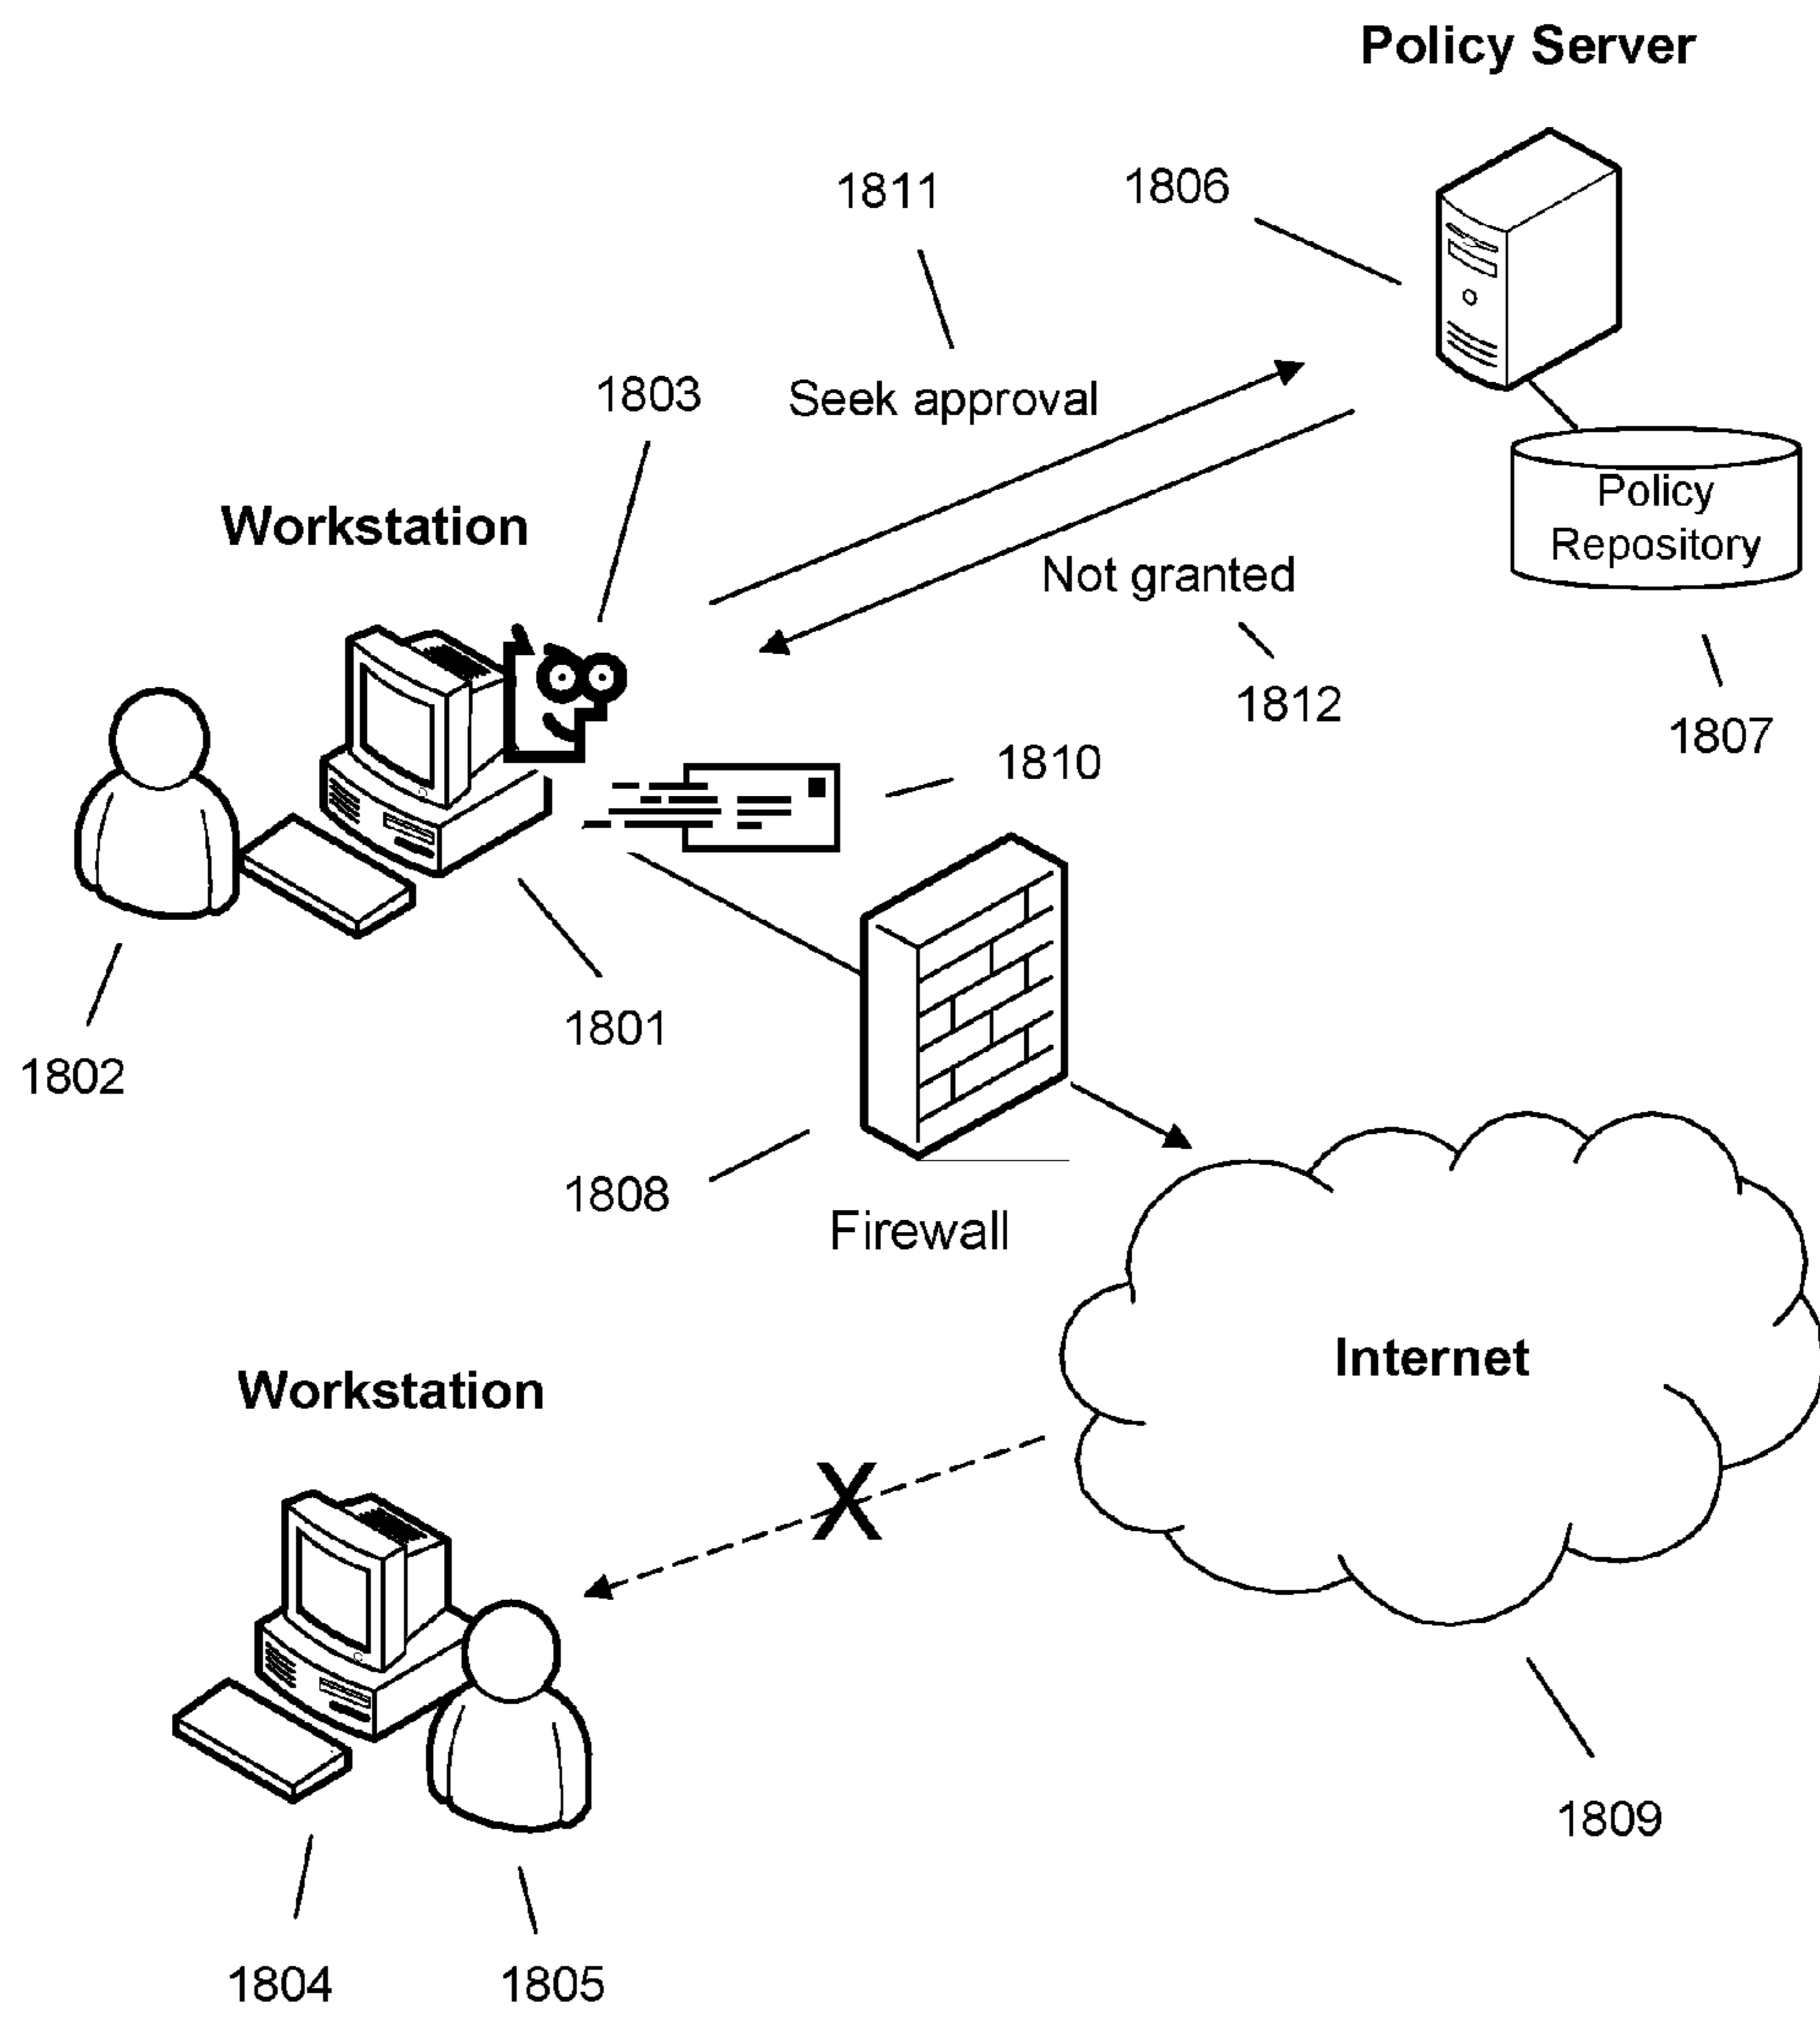 Policy Server
1811
1806
1803
Seek approval
Policy
Repository
Workstation
Not granted
1812
1807
1810
1801
1802
1808
Firewall
Internet
Workstation
1809
1804
1805
X